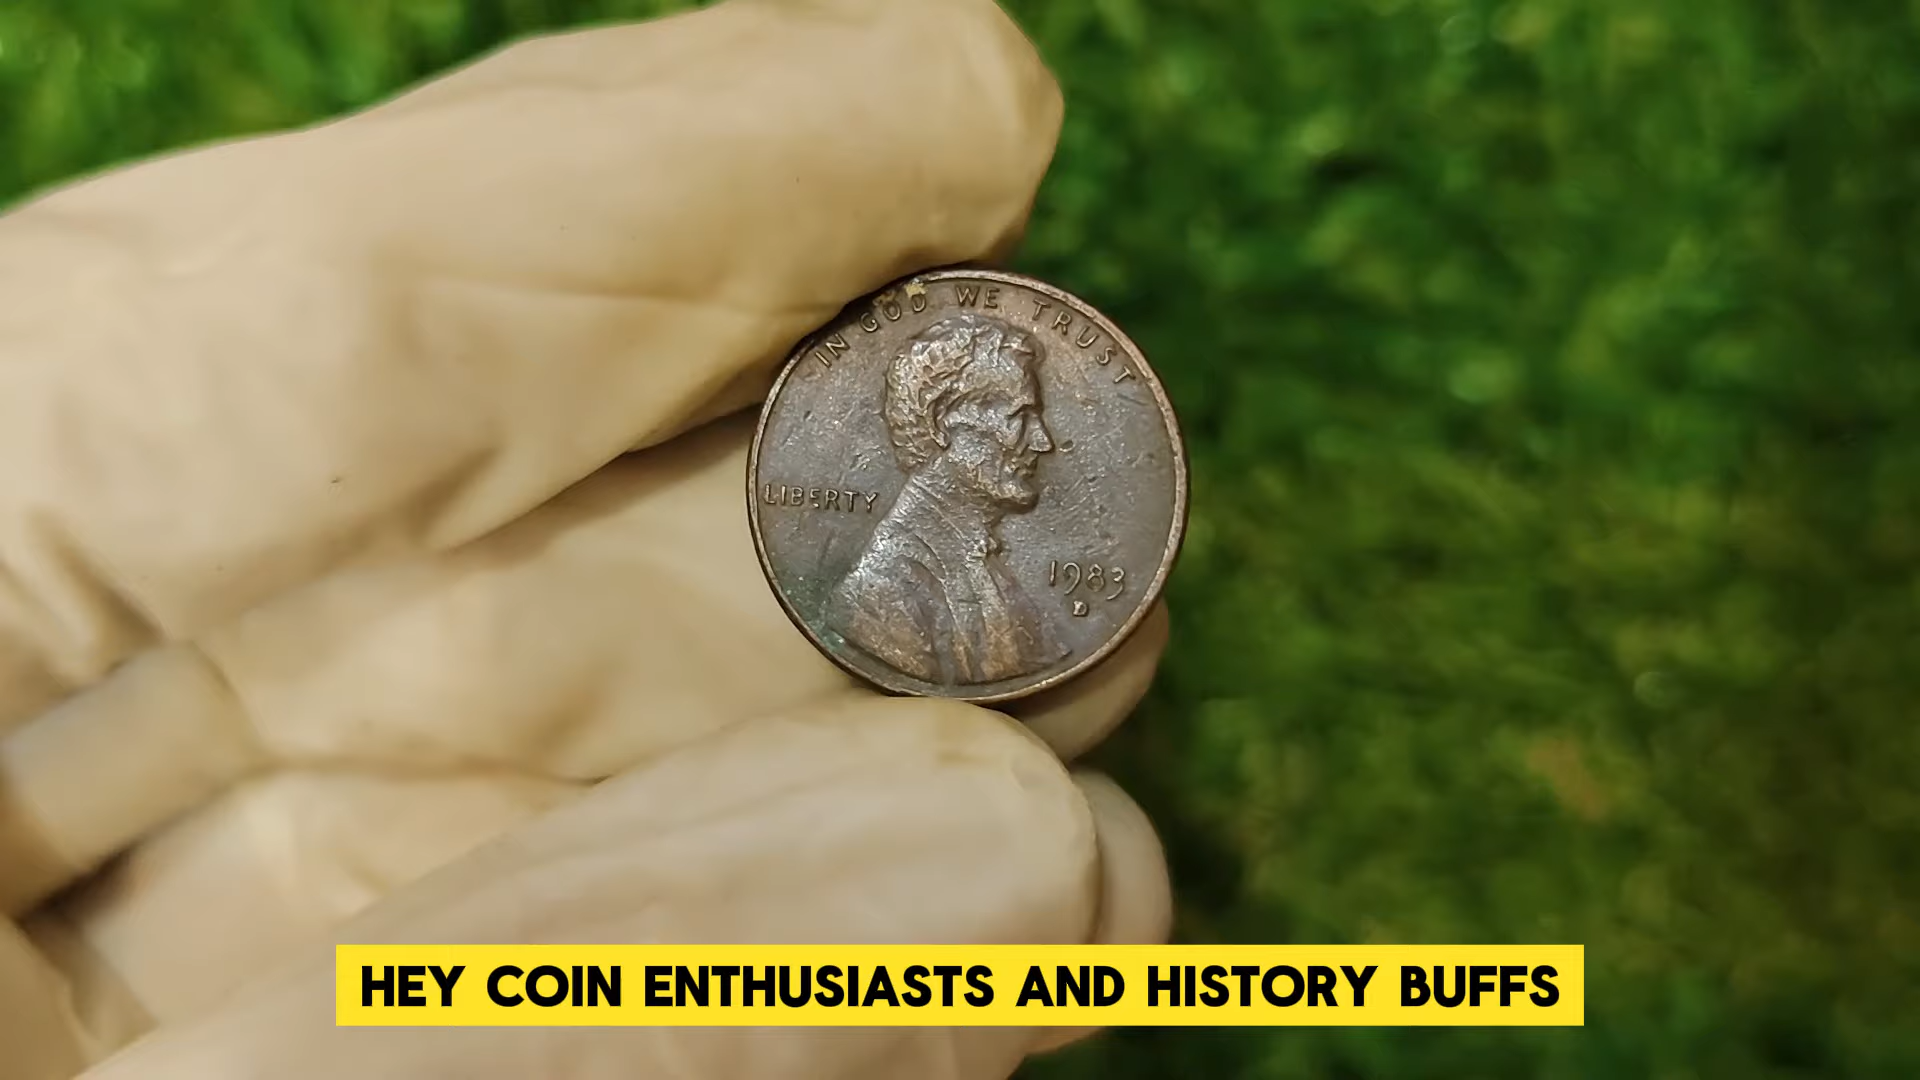 IN GOD WE TRUST
LIBERTY
1983
D
HEY COIN ENTHUSIASTS AND HISTORY BUFFS